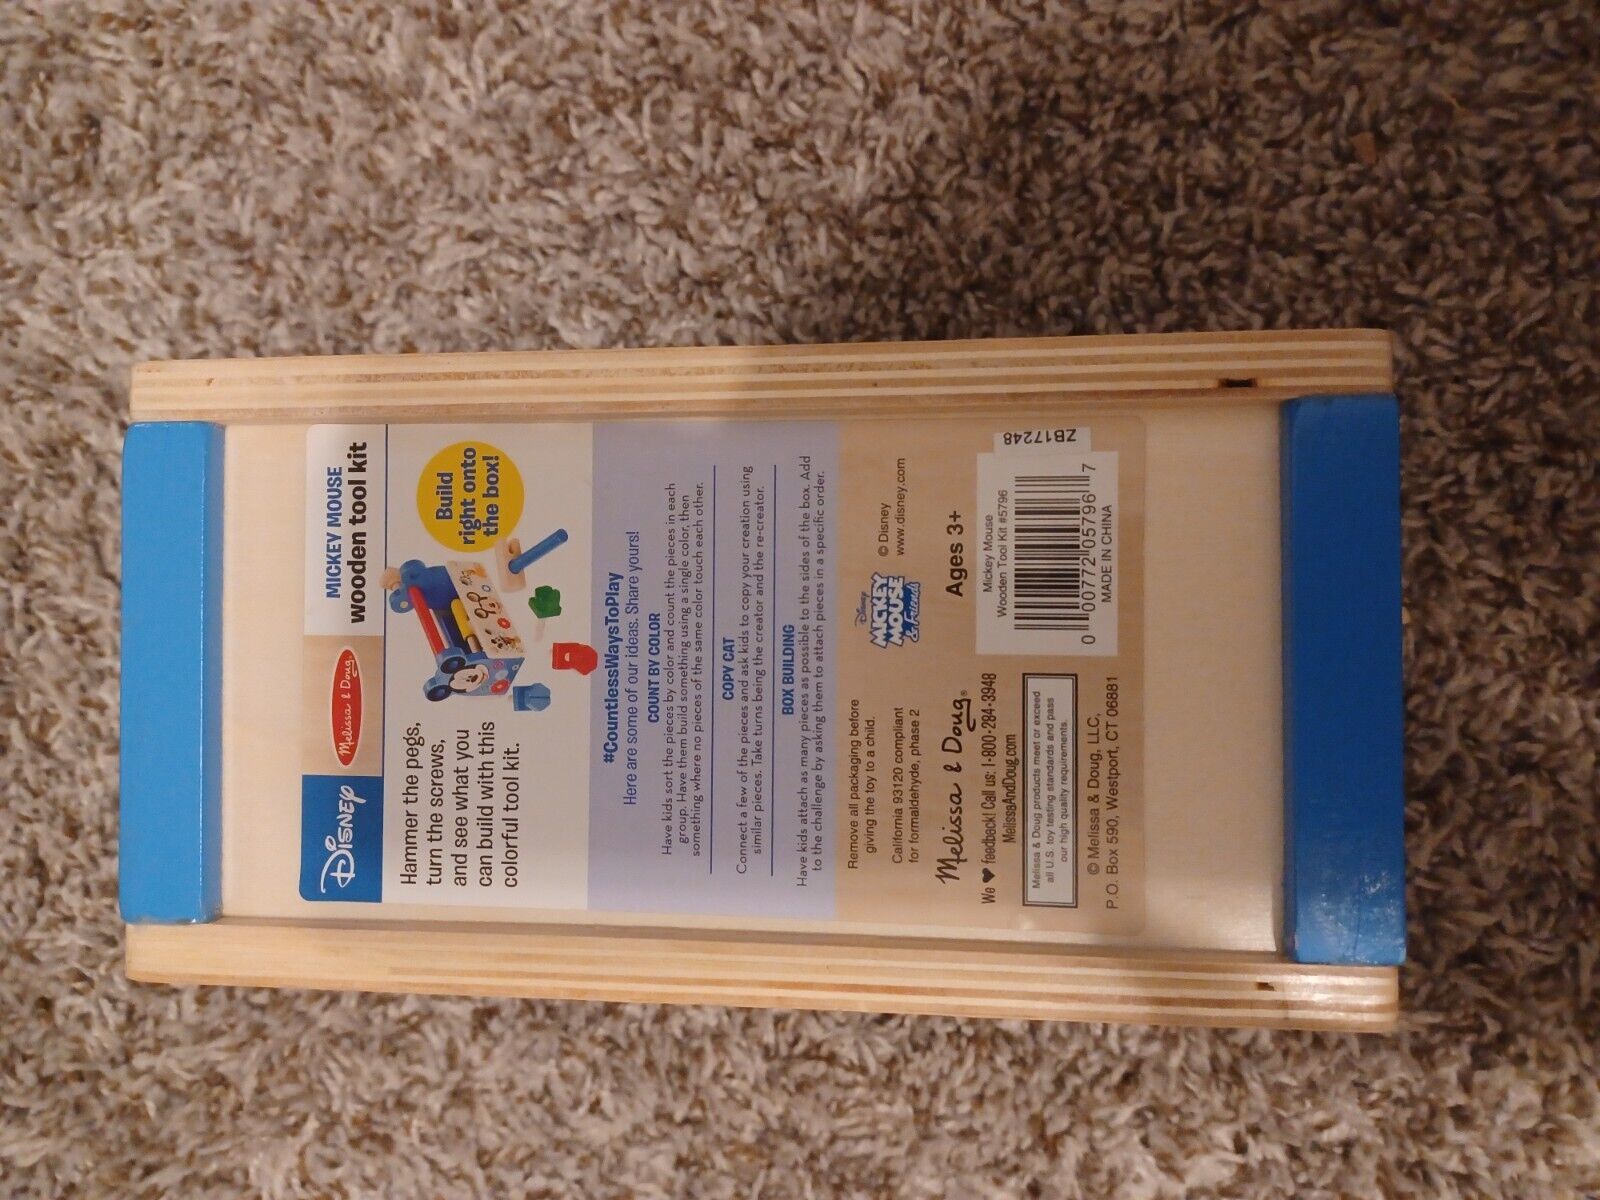 Disney
Melissa & Doug
MICKEY MOUSE
wooden tool kit
Hammer the pegs,
turn the screws,
and see what you
can build with this
colorful tool kit.
Build
right onto
the box!
#CountlessWaysToPlay
Here are some of our ideas. Share yours!
COUNT BY COLOR
Have kids sort the pieces by color and count the pieces in each
group. Have them build something using a single color, then
something where no pieces of the same color touch each other.
COPY CAT
Connect a few of the pieces and ask kids to copy your creation using
similar pieces. Take turns being the creator and the re-creator.
BOX BUILDING
Have kids attach as many pieces as possible to the sides of the box. Add
to the challenge by asking them to attach pieces in a specific order.
Remove all packaging before
giving the toy to a child.
California 93120 compliant
for formaldehyde, phase 2
Disney
MICKEY
MOUSE
& Friends
© Disney
www.disney.com
Melissa & Doug®
We ♥ feedback! Call us: 1-800-284-3948
MelissaAndDoug.com
Melissa & Doug products meet or exceed
all U.S. toy testing standards and pass
our high quality requirements.
© Melissa & Doug, LLC,
P.O. Box 590, Westport, CT 06881
Ages 3+
Mickey Mouse
Wooden Tool Kit #5796
0 00772 05796 7
MADE IN CHINA
ZB17248